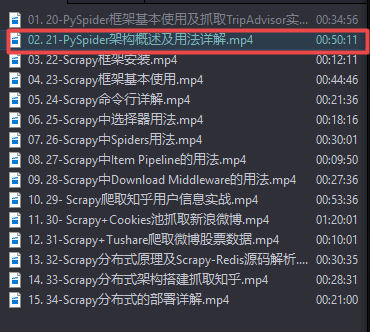 01. 20-PySpider框架基本使用及抓取TripAdvisor实... 00:34:56
02. 21-PySpider架构概述及用法详解.mp4 00:50:11
03. 22-Scrapy框架安装.mp4 00:12:11
04. 23-Scrapy框架基本使用.mp4 00:44:46
05. 24-Scrapy命令行详解.mp4 00:21:36
06. 25-Scrapy中选择器用法.mp4 00:18:16
07. 26-Scrapy中Spiders用法.mp4 00:30:01
08. 27-Scrapy中Item Pipeline的用法.mp4 00:09:50
09. 28-Scrapy中Download Middleware的用法.mp4 00:27:36
10. 29- Scrapy爬取知乎用户信息实战.mp4 00:53:36
11. 30- Scrapy+Cookies池抓取新浪微博.mp4 01:20:01
12. 31-Scrapy+Tushare爬取微博股票数据.mp4 01:10:01
13. 32-Scrapy分布式原理及Scrapy-Redis源码解析.... 00:30:35
14. 33-Scrapy分布式架构搭建抓取知乎.mp4 00:28:31
15. 34-Scrapy分布式的部署详解.mp4 00:21:00